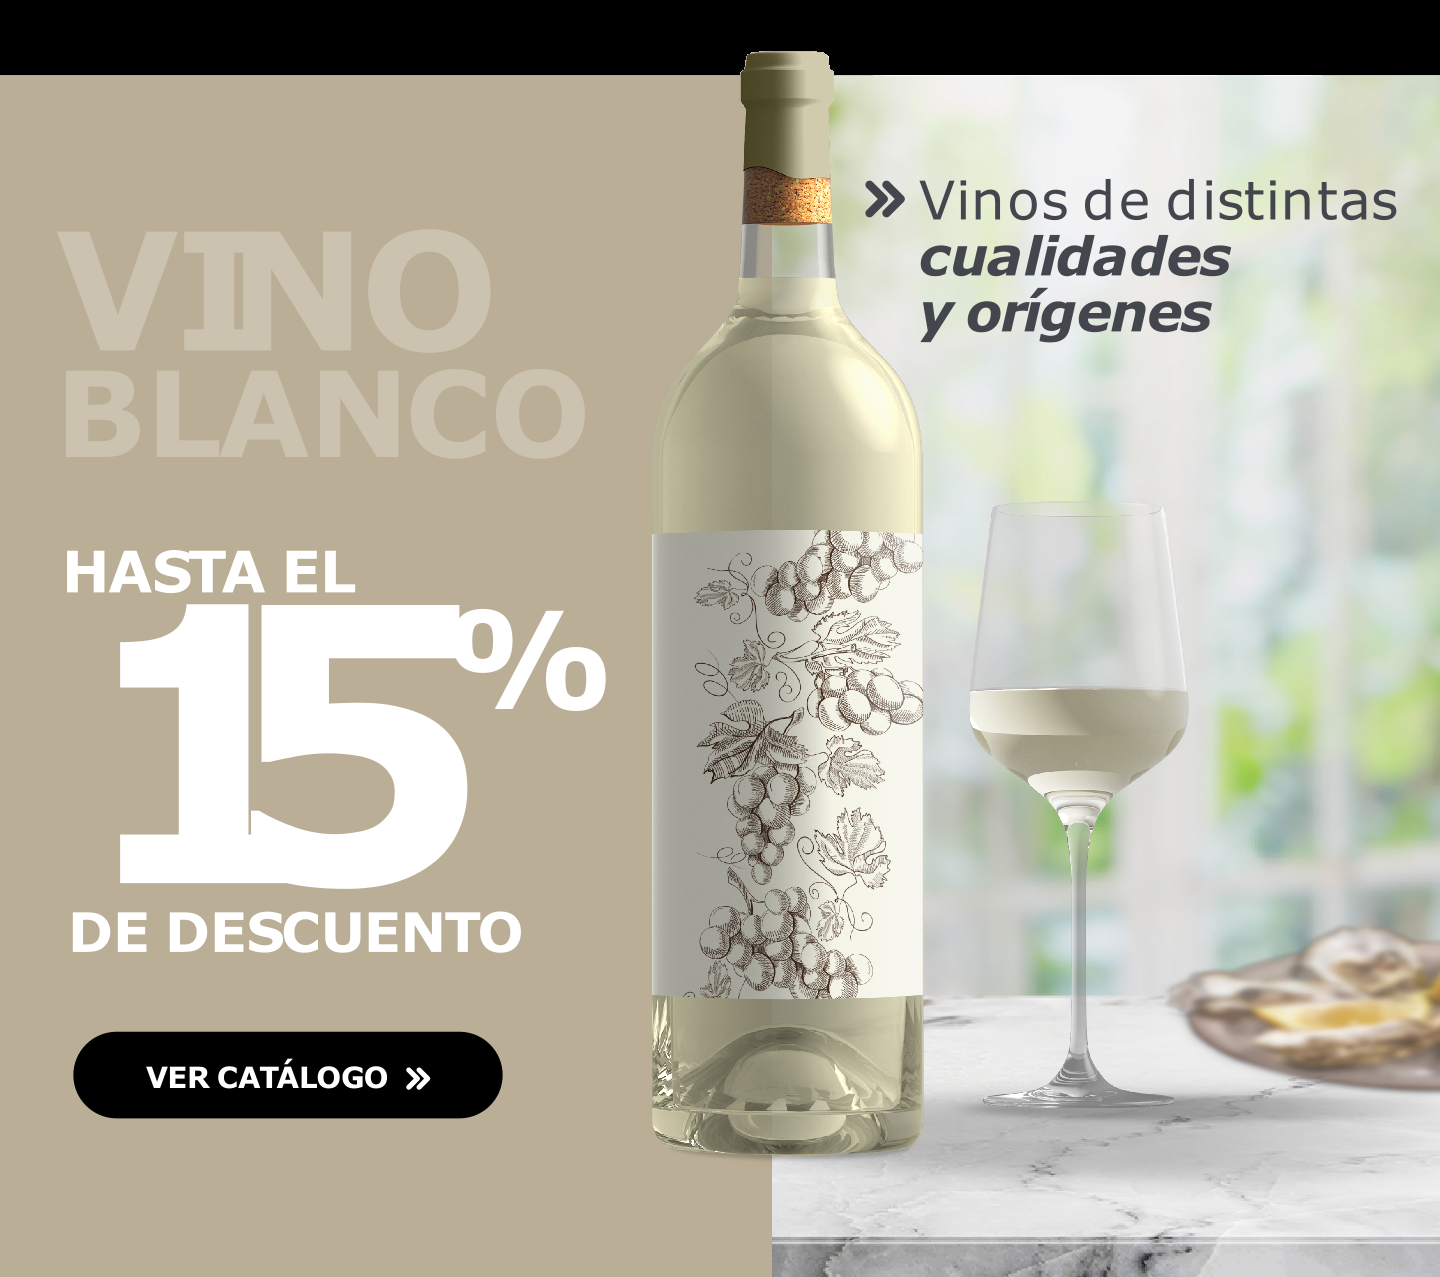 VINO
BLANCO
HASTA EL
15%
DE DESCUENTO
VER CATÁLOGO »
» Vinos de distintas
cualidades
y orígenes